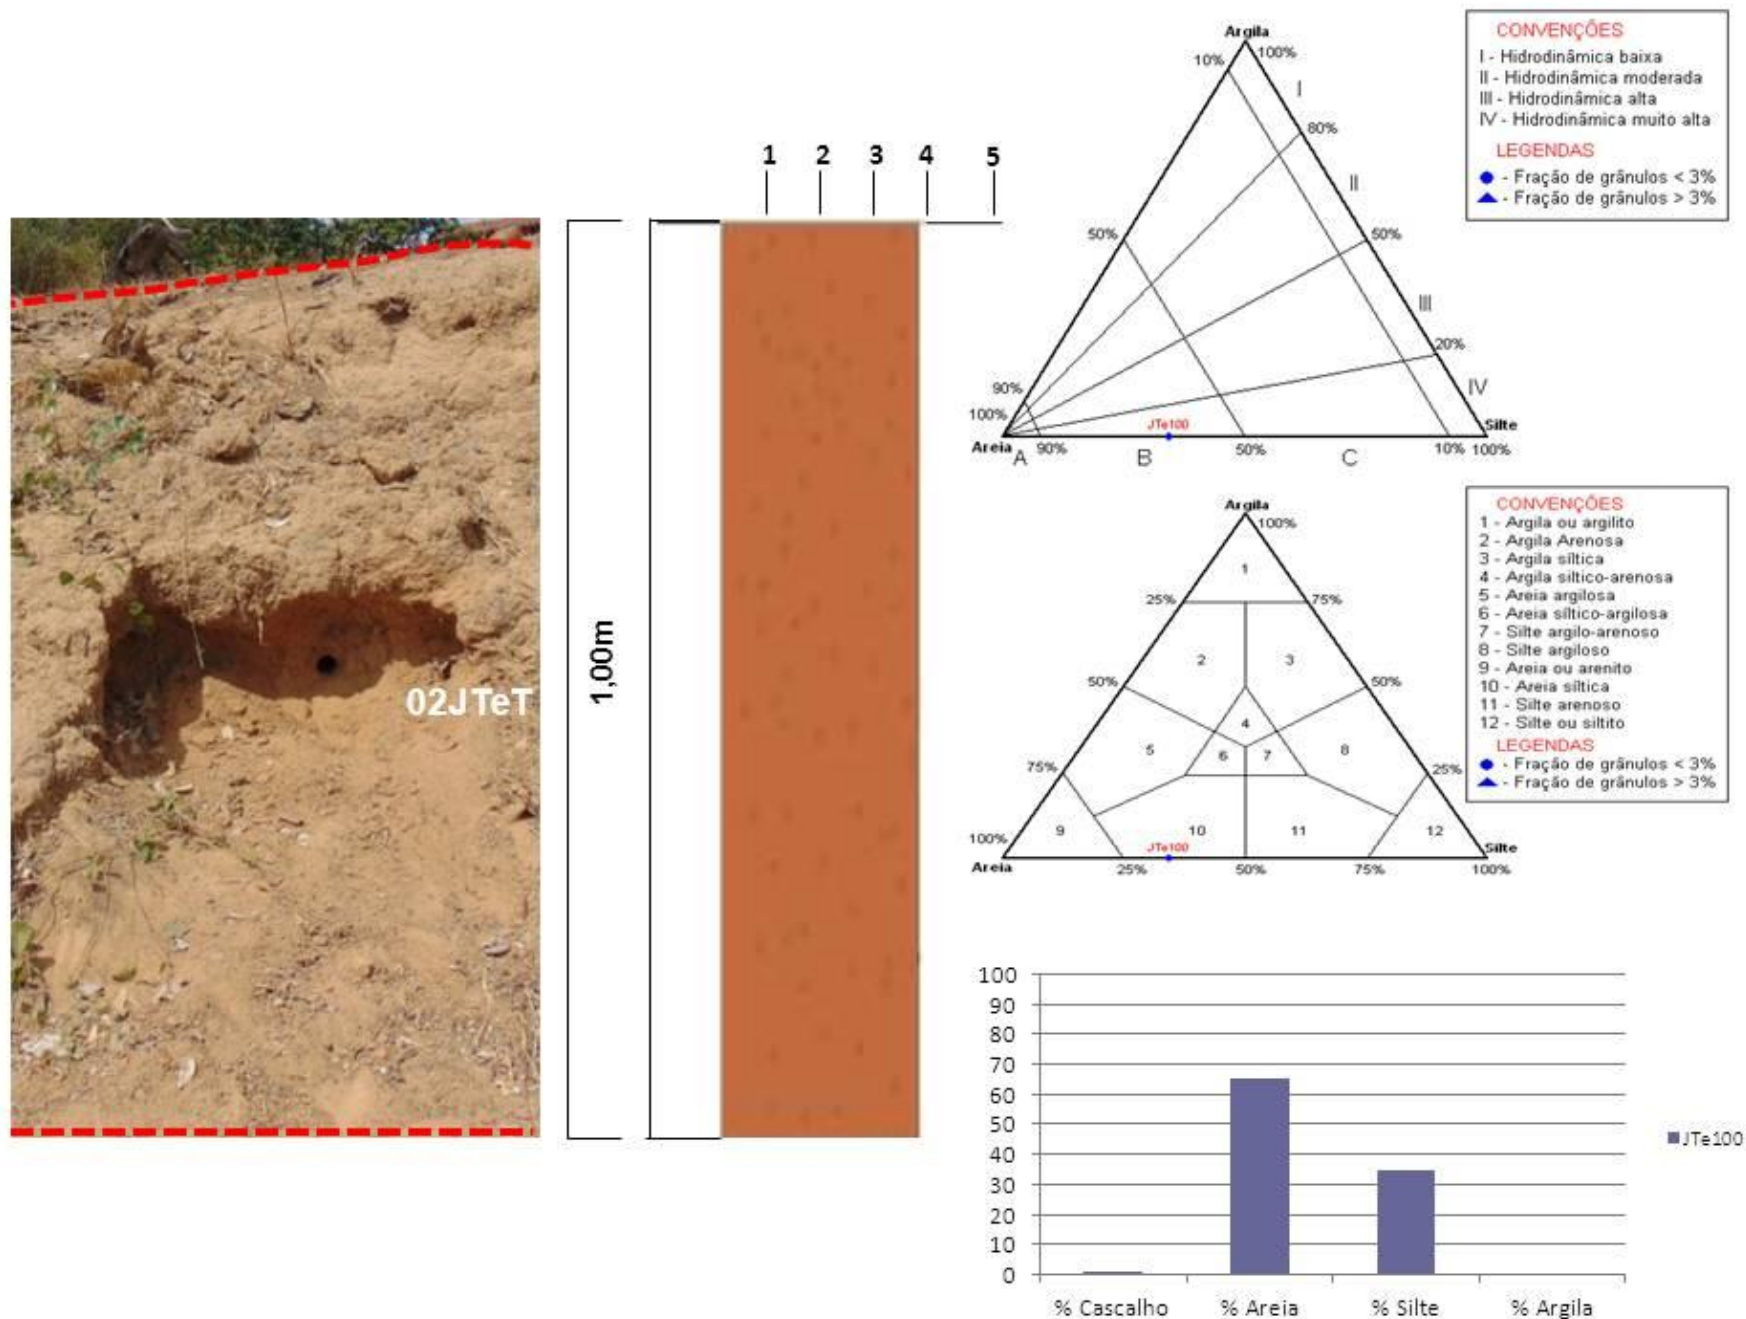 02JTeT
1,00m
1 2 3 4 5
Argila
100%
10%
I
80%
II
50%
50%
III
20%
90%
IV
100%
JTe100
Silte
Areia
A
90%
B
50%
C
10%
100%
CONVENÇÕES
I - Hidrodinâmica baixa
II - Hidrodinâmica moderada
III - Hidrodinâmica alta
IV - Hidrodinâmica muito alta
LEGENDAS
- Fração de grânulos < 3%
- Fração de grânulos > 3%
Argila
100%
1
25%
75%
2
3
50%
50%
4
5
6
7
8
75%
25%
9
10
11
12
100%
JTe100
Silte
Areia
25%
50%
75%
100%
CONVENÇÕES
1 - Argila ou argilito
2 - Argila Arenosa
3 - Argila síltica
4 - Argila síltico-arenosa
5 - Areia argilosa
6 - Areia síltico-argilosa
7 - Silte argilo-arenoso
8 - Silte argiloso
9 - Areia ou arenito
10 - Areia síltica
11 - Silte arenoso
12 - Silte ou siltito
LEGENDAS
- Fração de grânulos < 3%
- Fração de grânulos > 3%
100
90
80
70
60
50
40
30
20
10
0
% Cascalho % Areia % Silte % Argila
JTe100